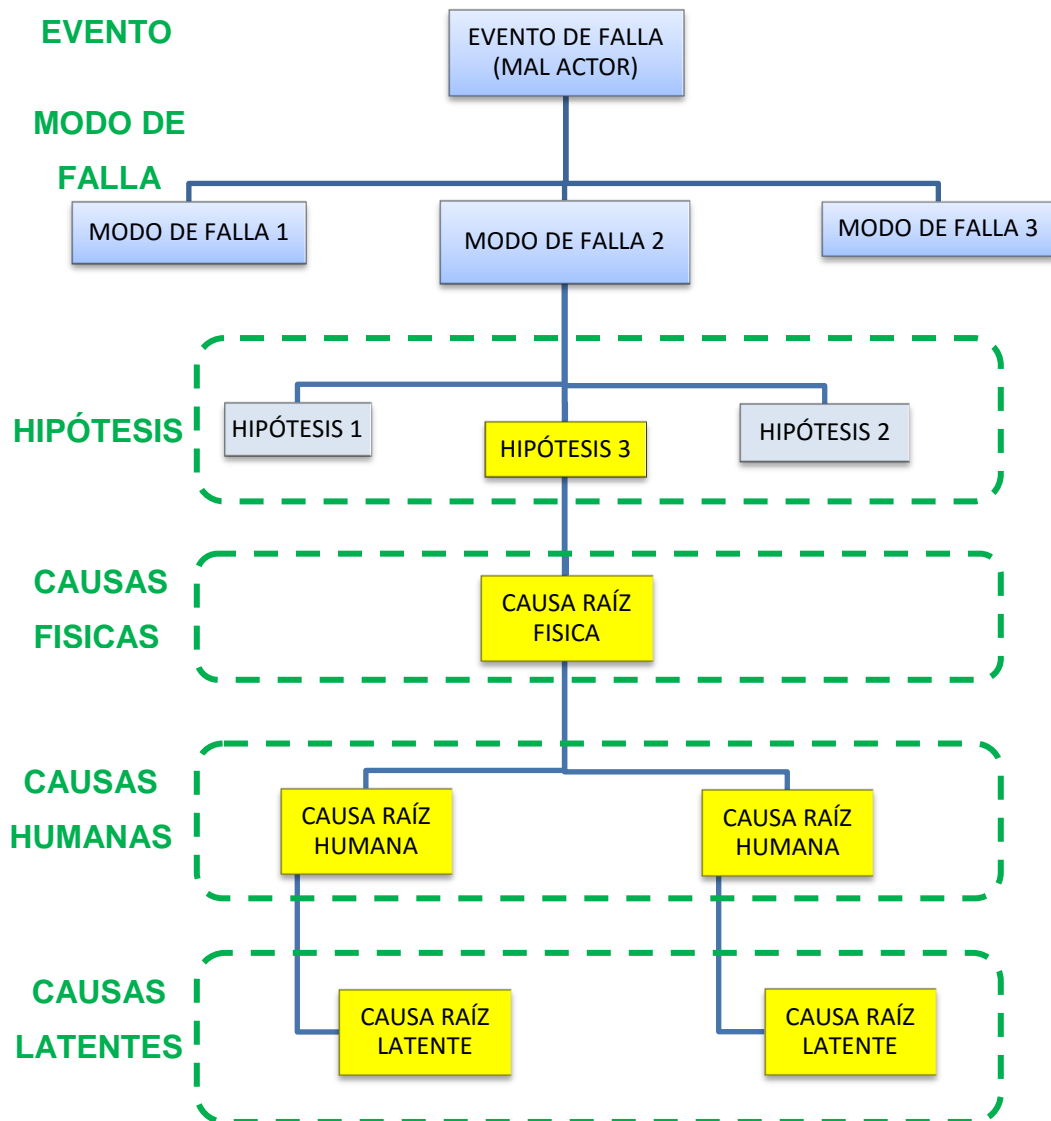 EVENTO
EVENTO DE FALLA
(MAL ACTOR)
MODO DE
FALLA
MODO DE FALLA 1
MODO DE FALLA 2
MODO DE FALLA 3
HIPÓTESIS
HIPÓTESIS 1
HIPÓTESIS 3
HIPÓTESIS 2
CAUSAS
FISICAS
CAUSA RAÍZ
FISICA
CAUSAS
HUMANAS
CAUSA RAÍZ
HUMANA
CAUSA RAÍZ
HUMANA
CAUSAS
LATENTES
CAUSA RAÍZ
LATENTE
CAUSA RAÍZ
LATENTE